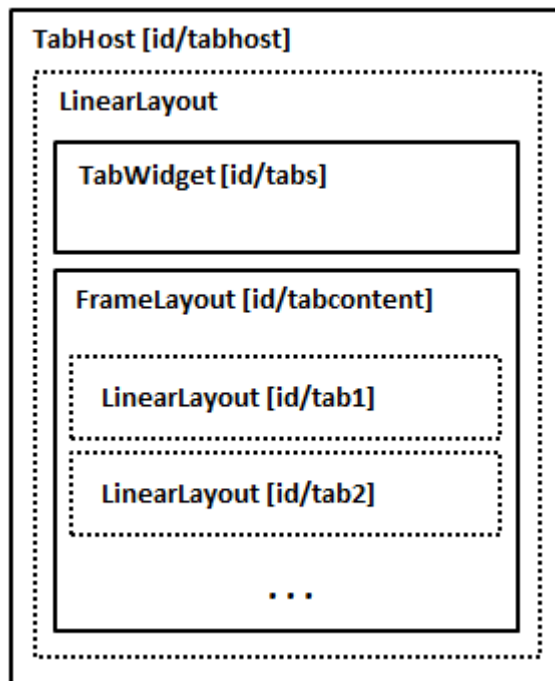 TabHost [id/tabhost]
LinearLayout
TabWidget [id/tabs]
FrameLayout [id/tabcontent]
LinearLayout [id/tab1]
LinearLayout [id/tab2]
...